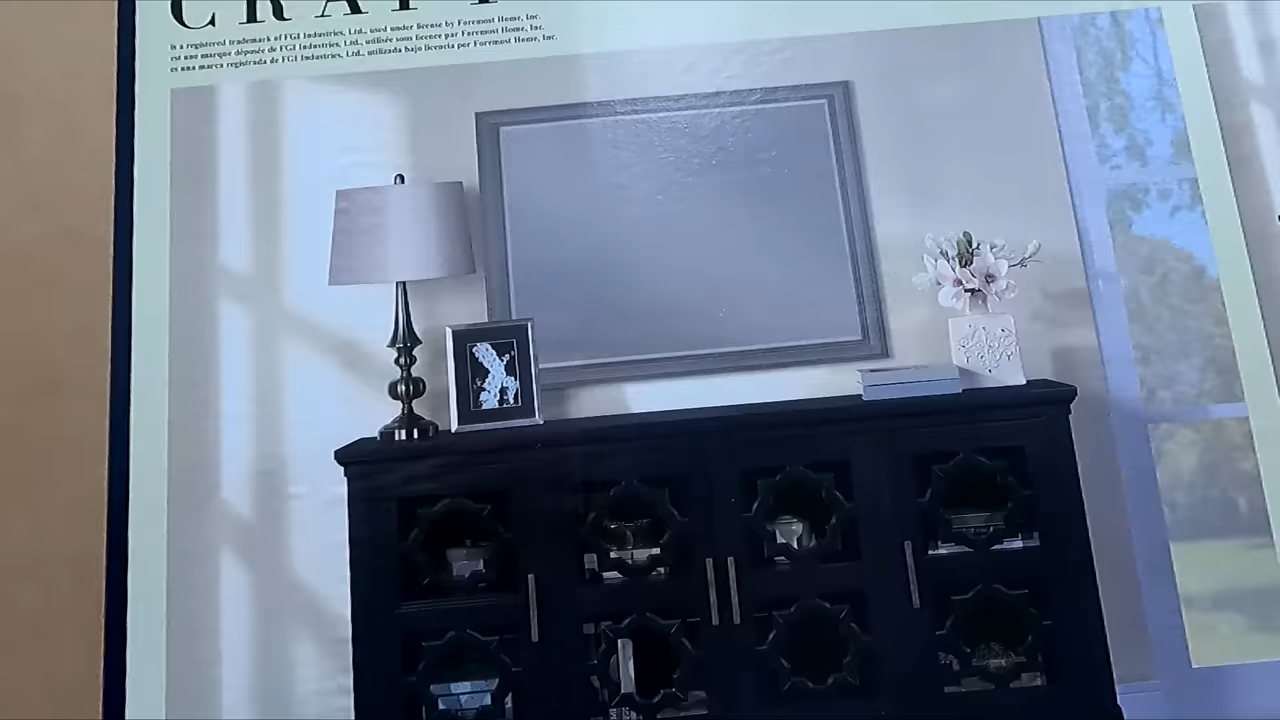 CRAFT
is a registered trademark of FGI Industries, Ltd., used under license by Foremost Home, Inc.
est une marque déposée de FGI Industries, Ltd., utilisée sous licence par Foremost Home, Inc.
es una marca registrada de FGI Industries, Ltd., utilizada bajo licencia por Foremost Home, Inc.